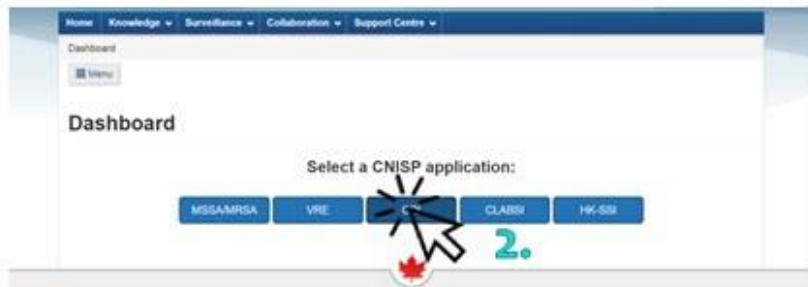 Home Knowledge Surveillance Collaboration Support Centre
Dashboard
Menu
Dashboard
Select a CNISP application:
MSSA/MRSA VRE CLABSI HK-SSI
2.